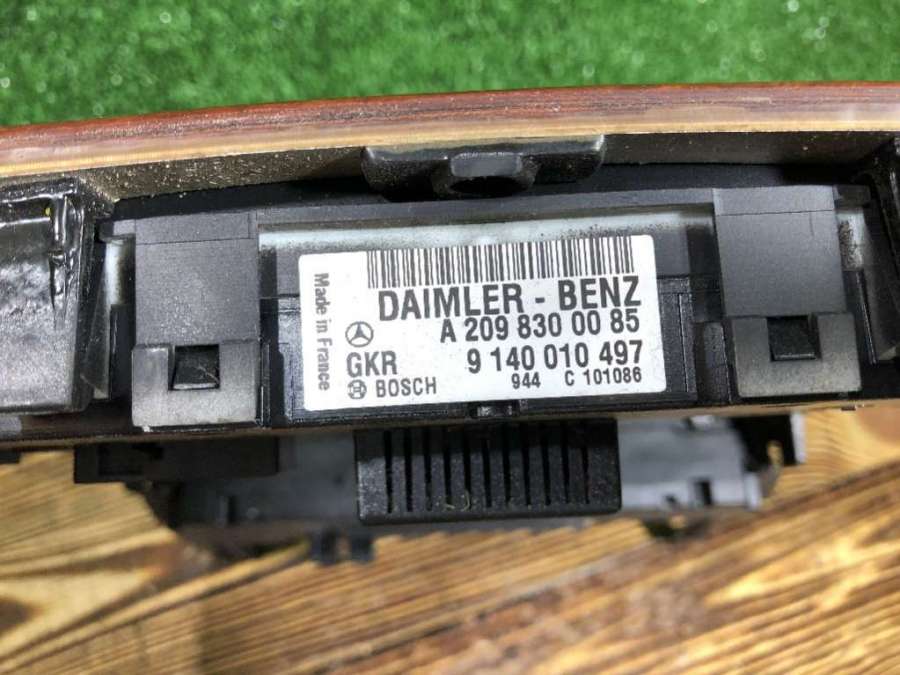 Made in France
DAIMLER - BENZ
A 209 830 00 85
GKR 9 140 010 497
BOSCH 944 C 101086